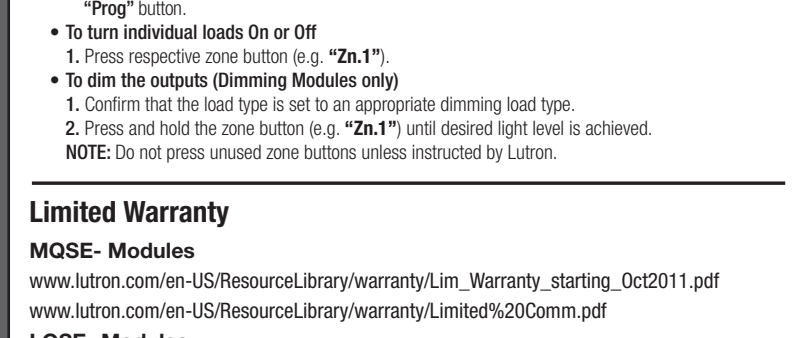 "Prog" button.
• To turn individual loads On or Off
1. Press respective zone button (e.g. "Zn.1").
• To dim the outputs (Dimming Modules only)
1. Confirm that the load type is set to an appropriate dimming load type.
2. Press and hold the zone button (e.g. "Zn.1") until desired light level is achieved.
NOTE: Do not press unused zone buttons unless instructed by Lutron.
Limited Warranty
MQSE- Modules
www.lutron.com/en-US/ResourceLibrary/warranty/Lim_Warranty_starting_Oct2011.pdf
www.lutron.com/en-US/ResourceLibrary/warranty/Limited%20Comm.pdf